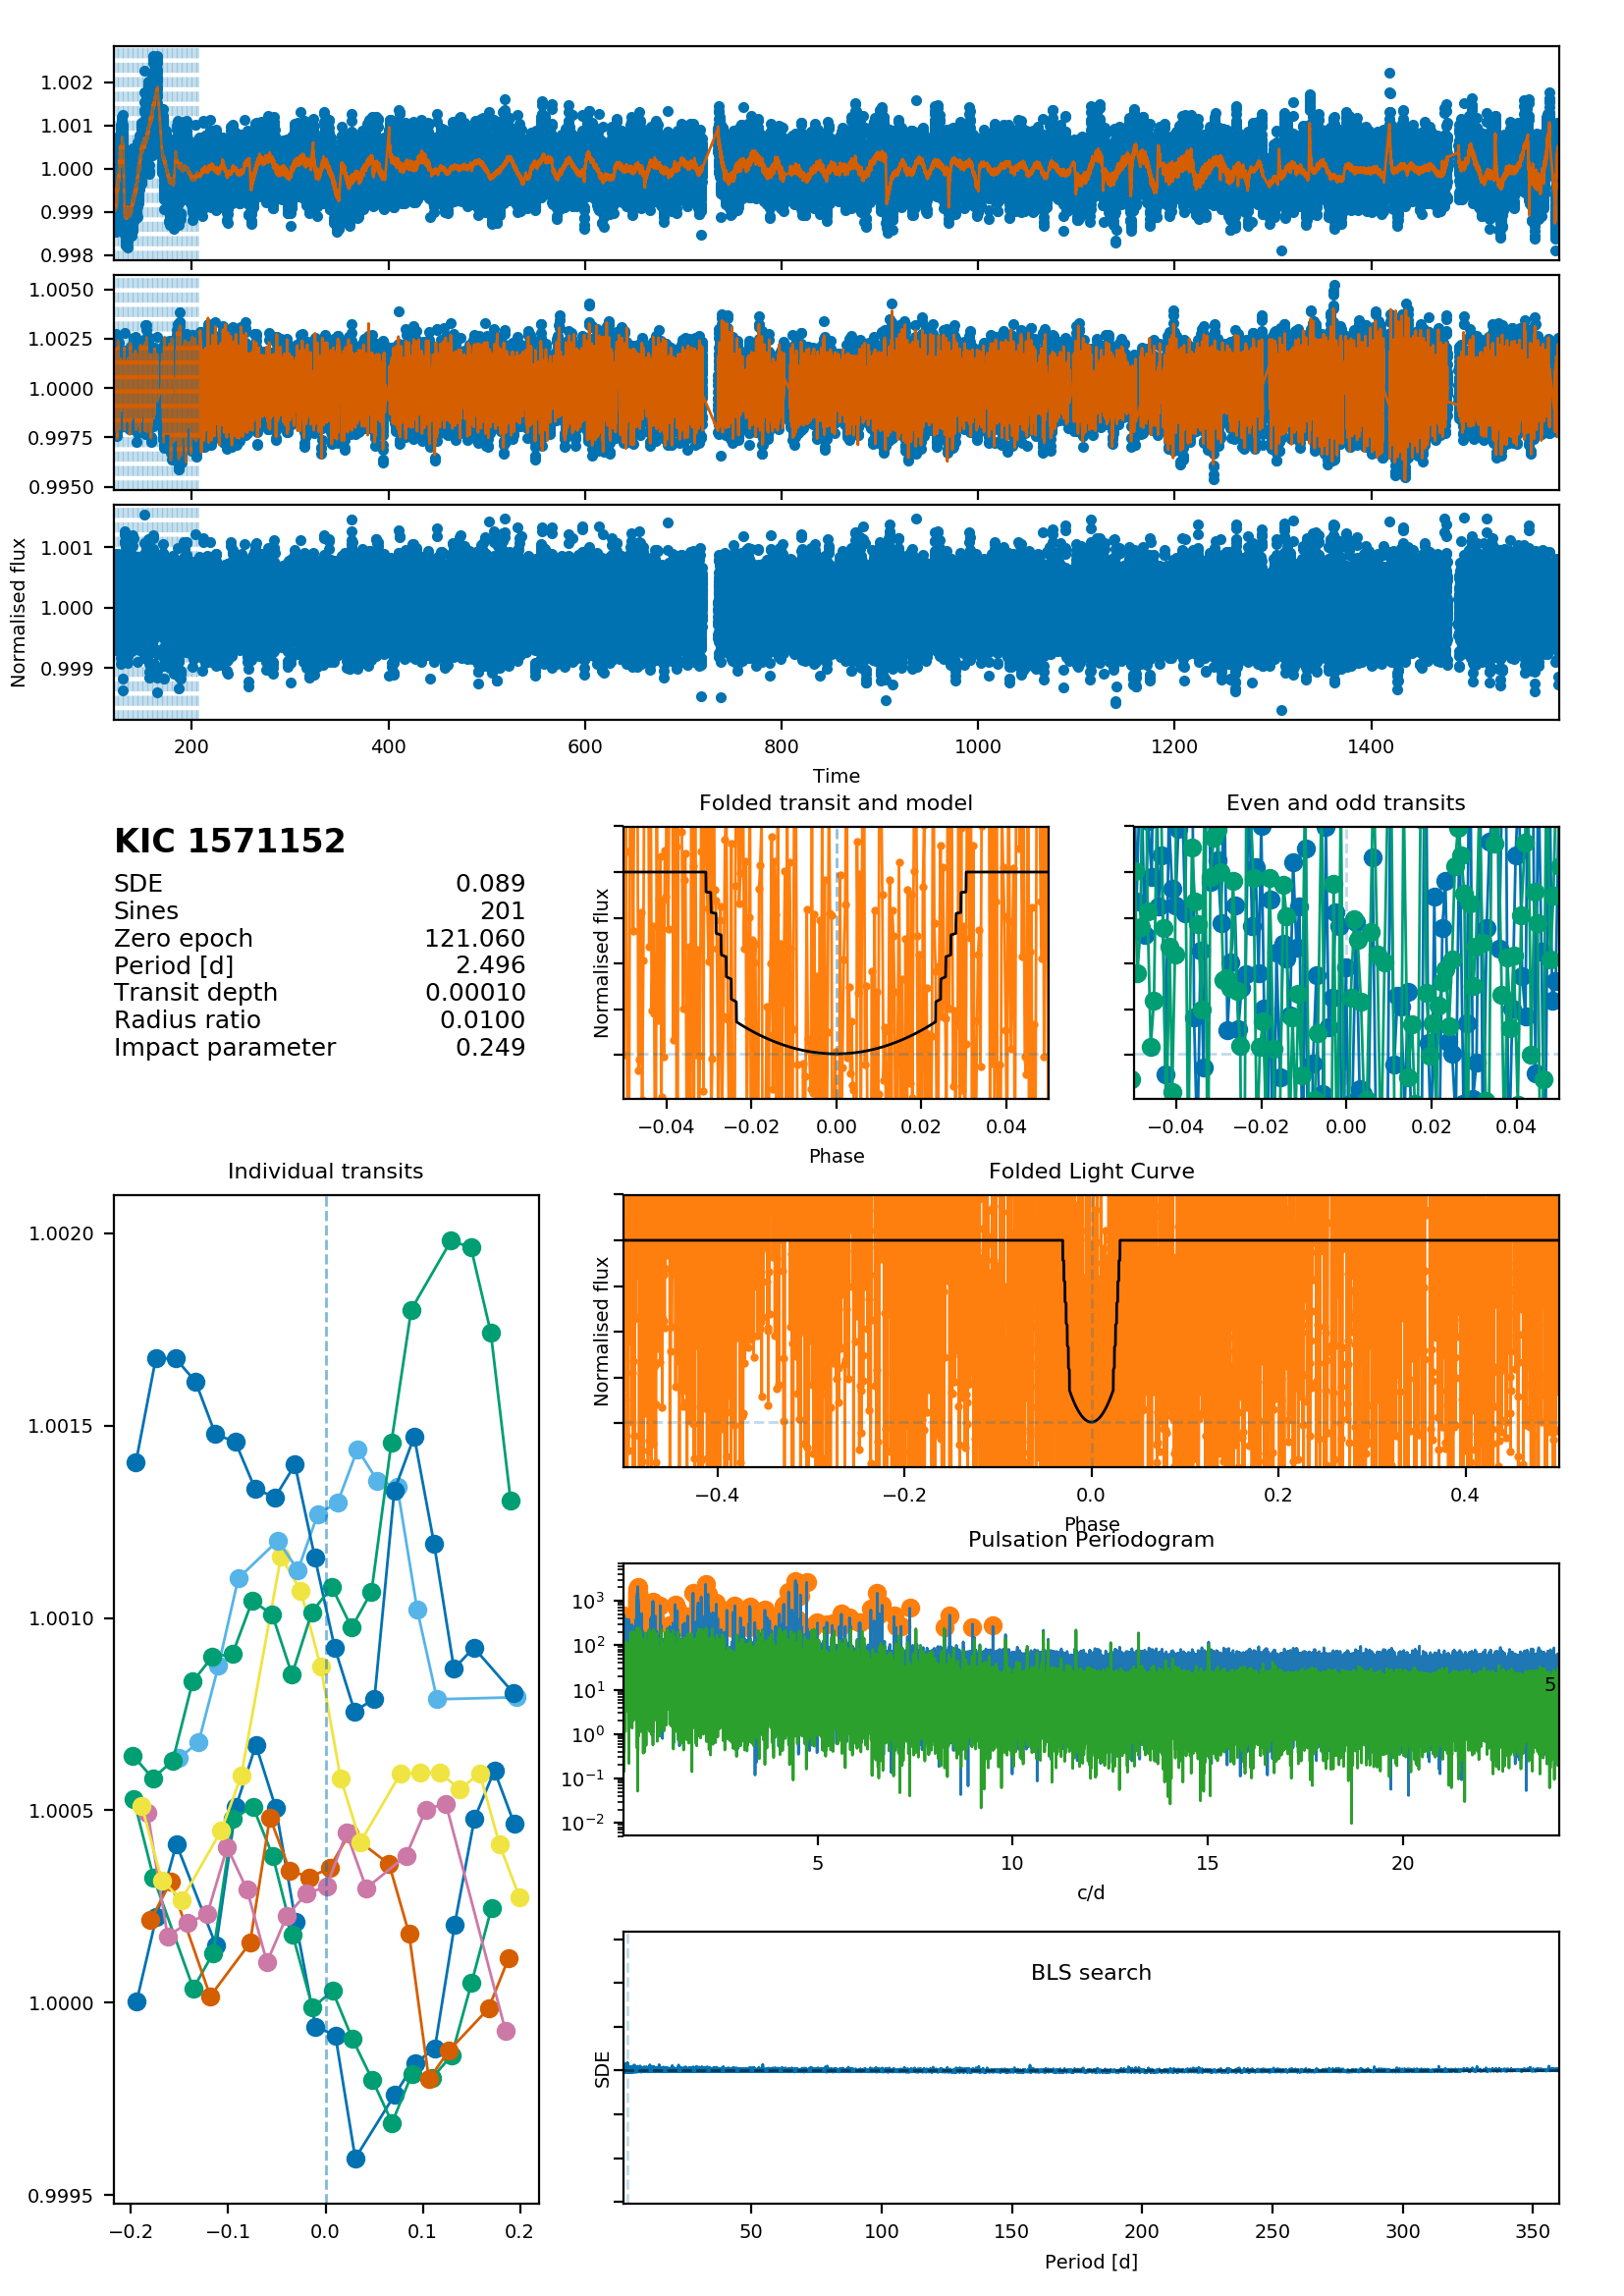 1.002
1.001
1.000
0.999
0.998
1.0050
1.0025
1.0000
0.9975
0.9950
1.001
1.000
0.999
Normalised flux
200 400 600 800 1000 1200 1400
Time
KIC 1571152
SDE 0.089
Sines 201
Zero epoch 121.060
Period [d] 2.496
Transit depth 0.00010
Radius ratio 0.0100
Impact parameter 0.249
Folded transit and model
Normalised flux
−0.04 −0.02 0.00 0.02 0.04
Phase
Even and odd transits
−0.04 −0.02 0.00 0.02 0.04
Individual transits
1.0020
1.0015
1.0010
1.0005
1.0000
0.9995
−0.2 −0.1 0.0 0.1 0.2
Folded Light Curve
Normalised flux
−0.4 −0.2 0.0 0.2 0.4
Phase
Pulsation Periodogram
10³
10²
10¹
10⁰
10⁻¹
10⁻²
5
5 10 15 20
c/d
BLS search
SDE
50 100 150 200 250 300 350
Period [d]